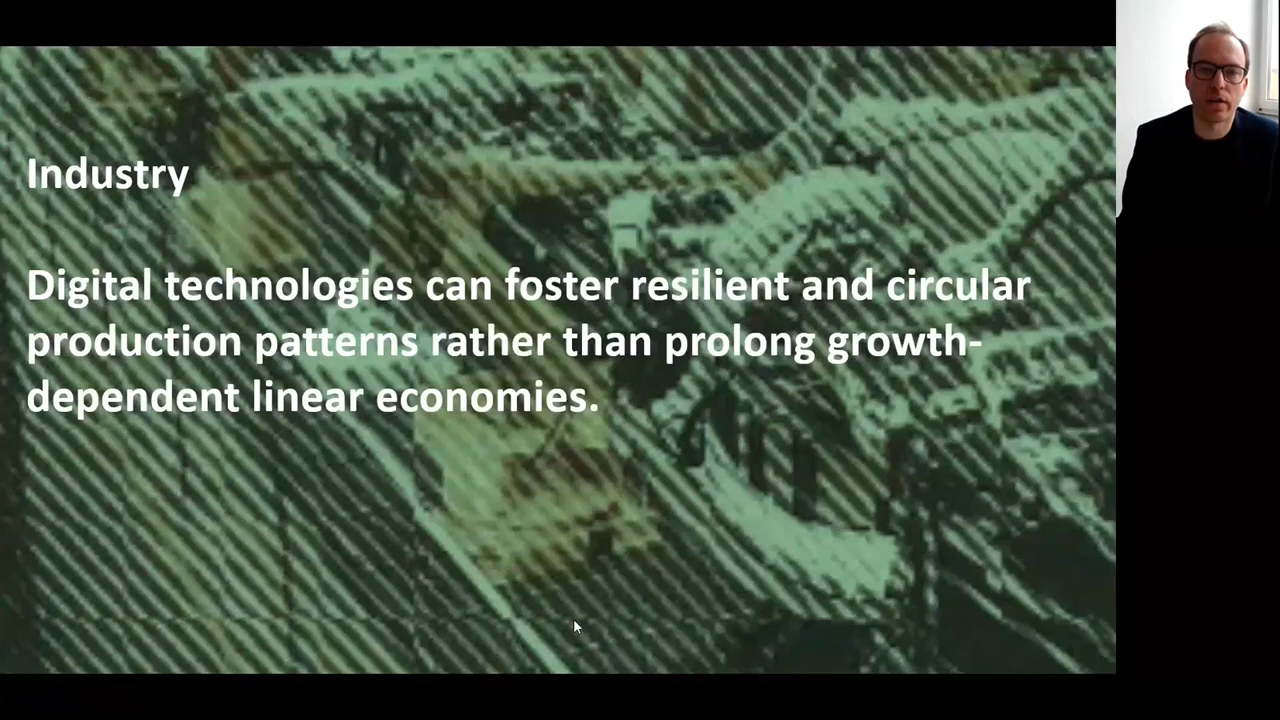 Industry
Digital technologies can foster resilient and circular
production patterns rather than prolong growth-
dependent linear economies.